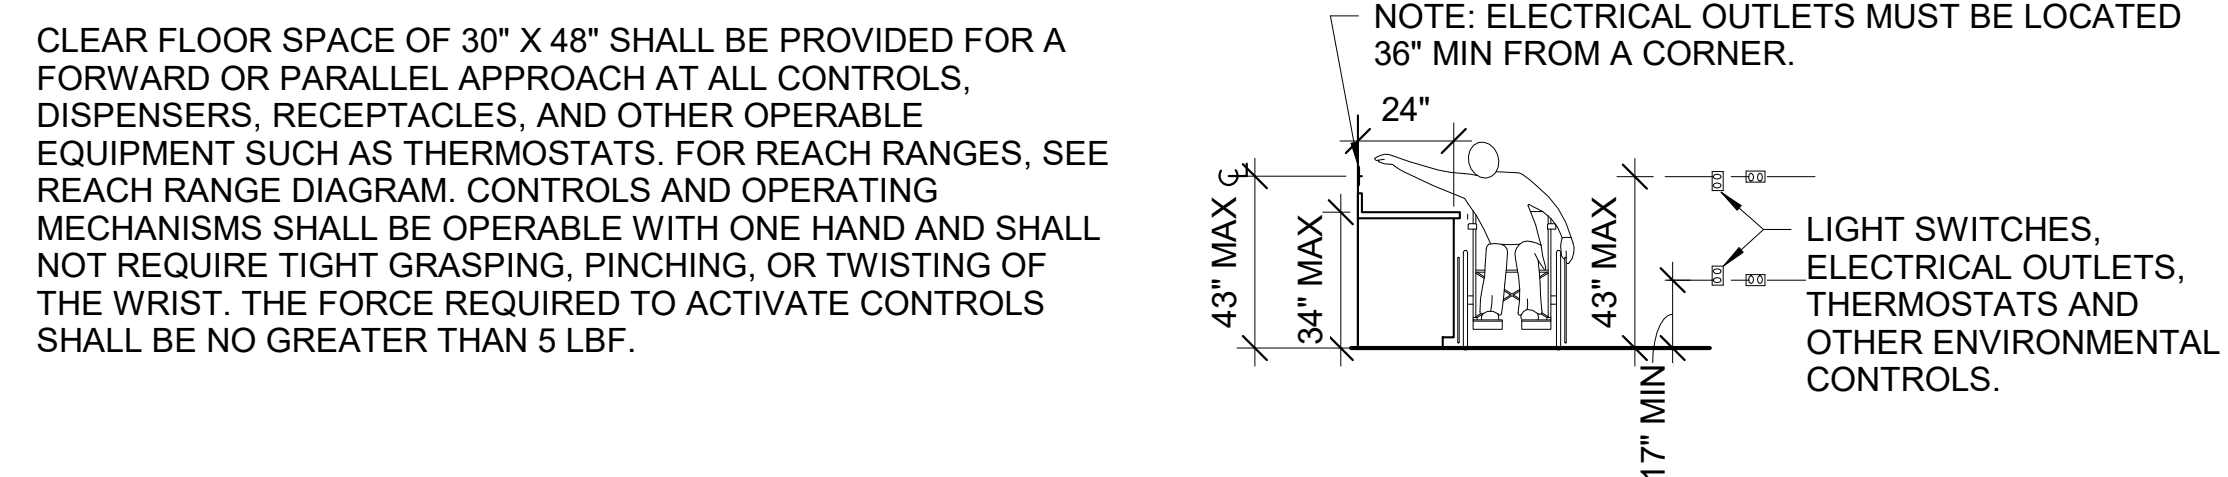 CLEAR FLOOR SPACE OF 30" X 48" SHALL BE PROVIDED FOR A
FORWARD OR PARALLEL APPROACH AT ALL CONTROLS,
DISPENSERS, RECEPTACLES, AND OTHER OPERABLE
EQUIPMENT SUCH AS THERMOSTATS. FOR REACH RANGES, SEE
REACH RANGE DIAGRAM. CONTROLS AND OPERATING
MECHANISMS SHALL BE OPERABLE WITH ONE HAND AND SHALL
NOT REQUIRE TIGHT GRASPING, PINCHING, OR TWISTING OF
THE WRIST. THE FORCE REQUIRED TO ACTIVATE CONTROLS
SHALL BE NO GREATER THAN 5 LBF.
NOTE: ELECTRICAL OUTLETS MUST BE LOCATED
36" MIN FROM A CORNER.
24"
43" MAX ℄
34" MAX
43" MAX
17" MIN
LIGHT SWITCHES,
ELECTRICAL OUTLETS,
THERMOSTATS AND
OTHER ENVIRONMENTAL
CONTROLS.